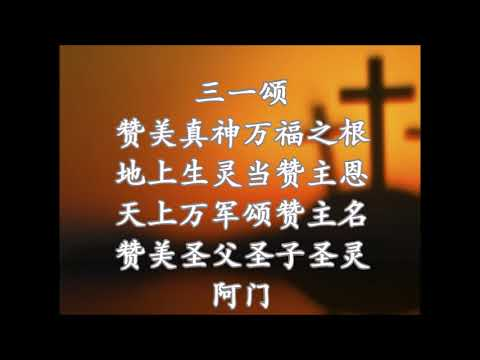 三一颂
赞美真神万福之根
地上生灵当赞主恩
天上万军颂赞主名
赞美圣父圣子圣灵
阿门